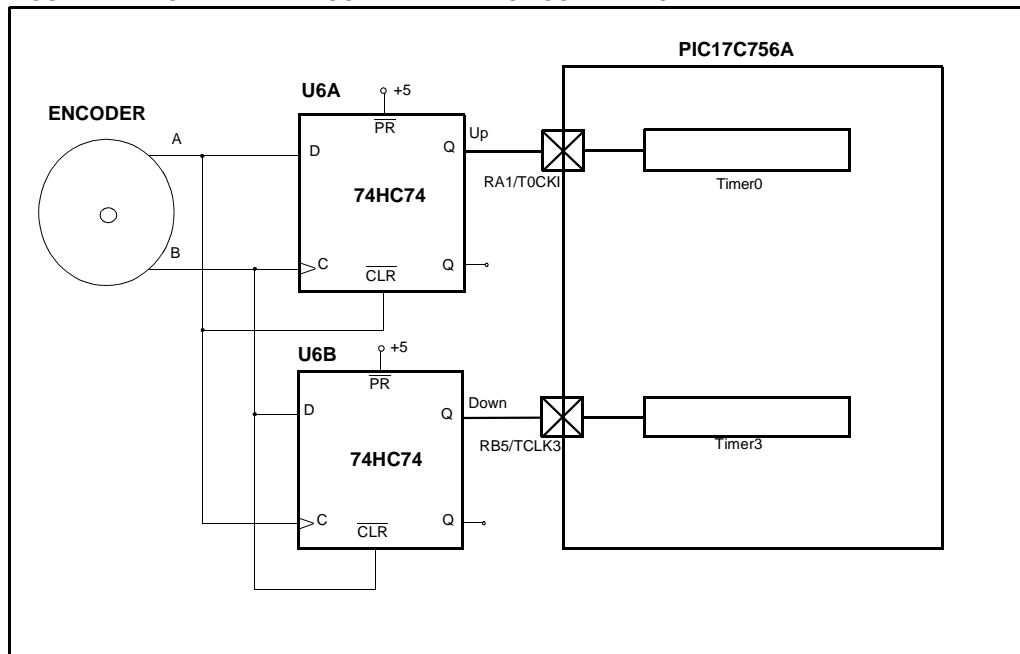 PIC17C756A
U6A
+5
ENCODER
PR
A
D
Q
Up
74HC74
RA1/T0CKI
Timer0
B
C
CLR
Q
U6B
+5
PR
D
Q
Down
74HC74
RB5/TCLK3
Timer3
C
CLR
Q